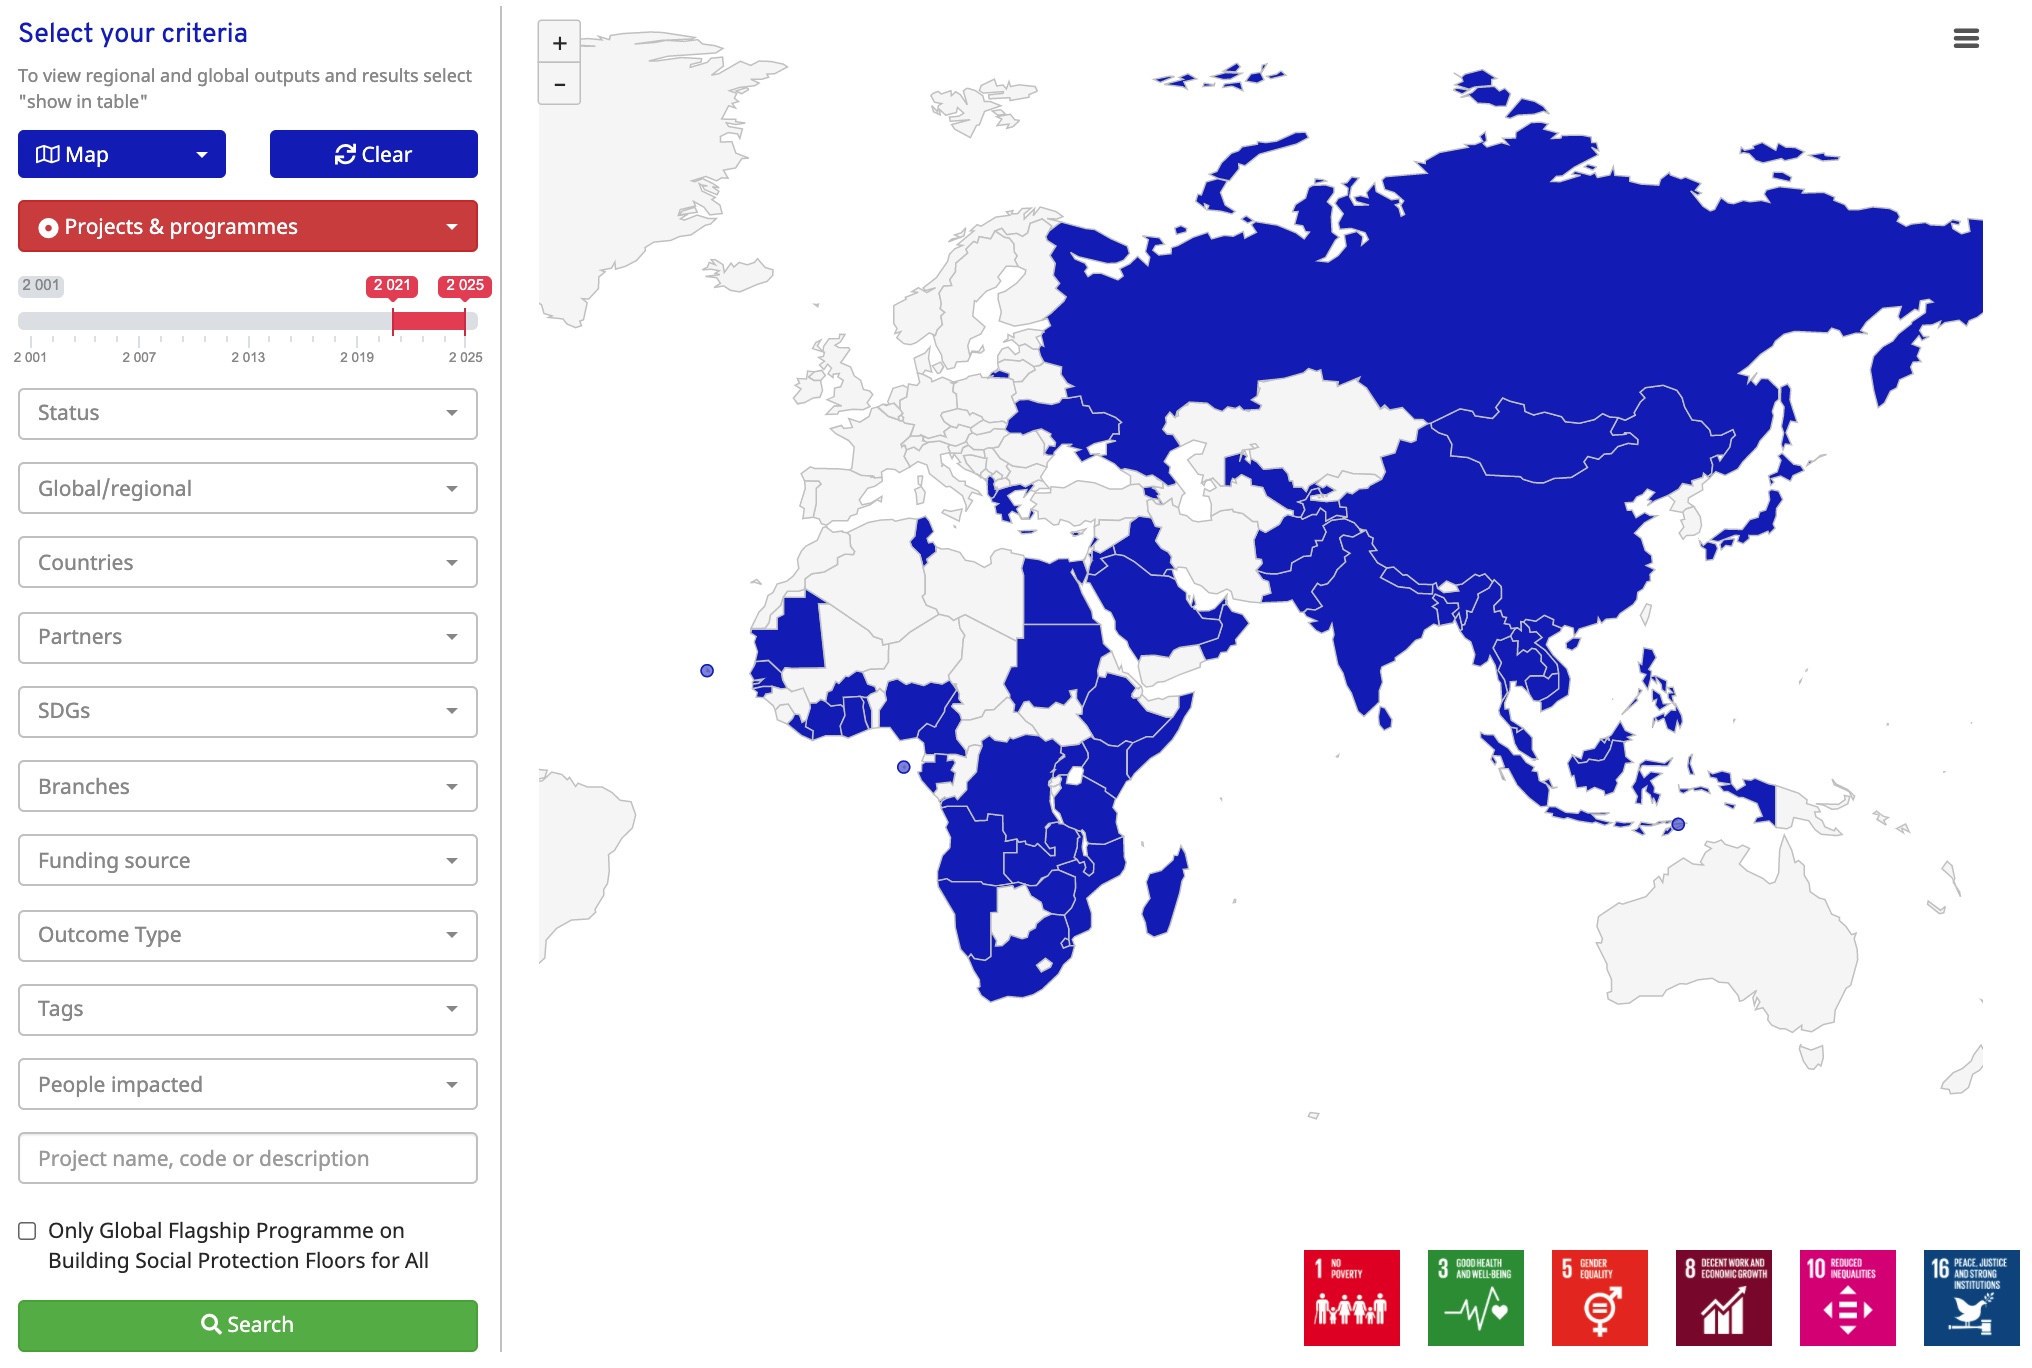 Select your criteria
To view regional and global outputs and results select
"show in table"
Map
Clear
Projects & programmes
2 001
2 021
2 025
2 001
2 007
2 013
2 019
2 025
Status
Global/regional
Countries
Partners
SDGs
Branches
Funding source
Outcome Type
Tags
People impacted
Project name, code or description
Only Global Flagship Programme on
Building Social Protection Floors for All
Search
+
-
1 NO
POVERTY
3 GOOD HEALTH
AND WELL-BEING
5 GENDER
EQUALITY
8 DECENT WORK AND
ECONOMIC GROWTH
10 REDUCED
INEQUALITIES
16 PEACE, JUSTICE
AND STRONG
INSTITUTIONS